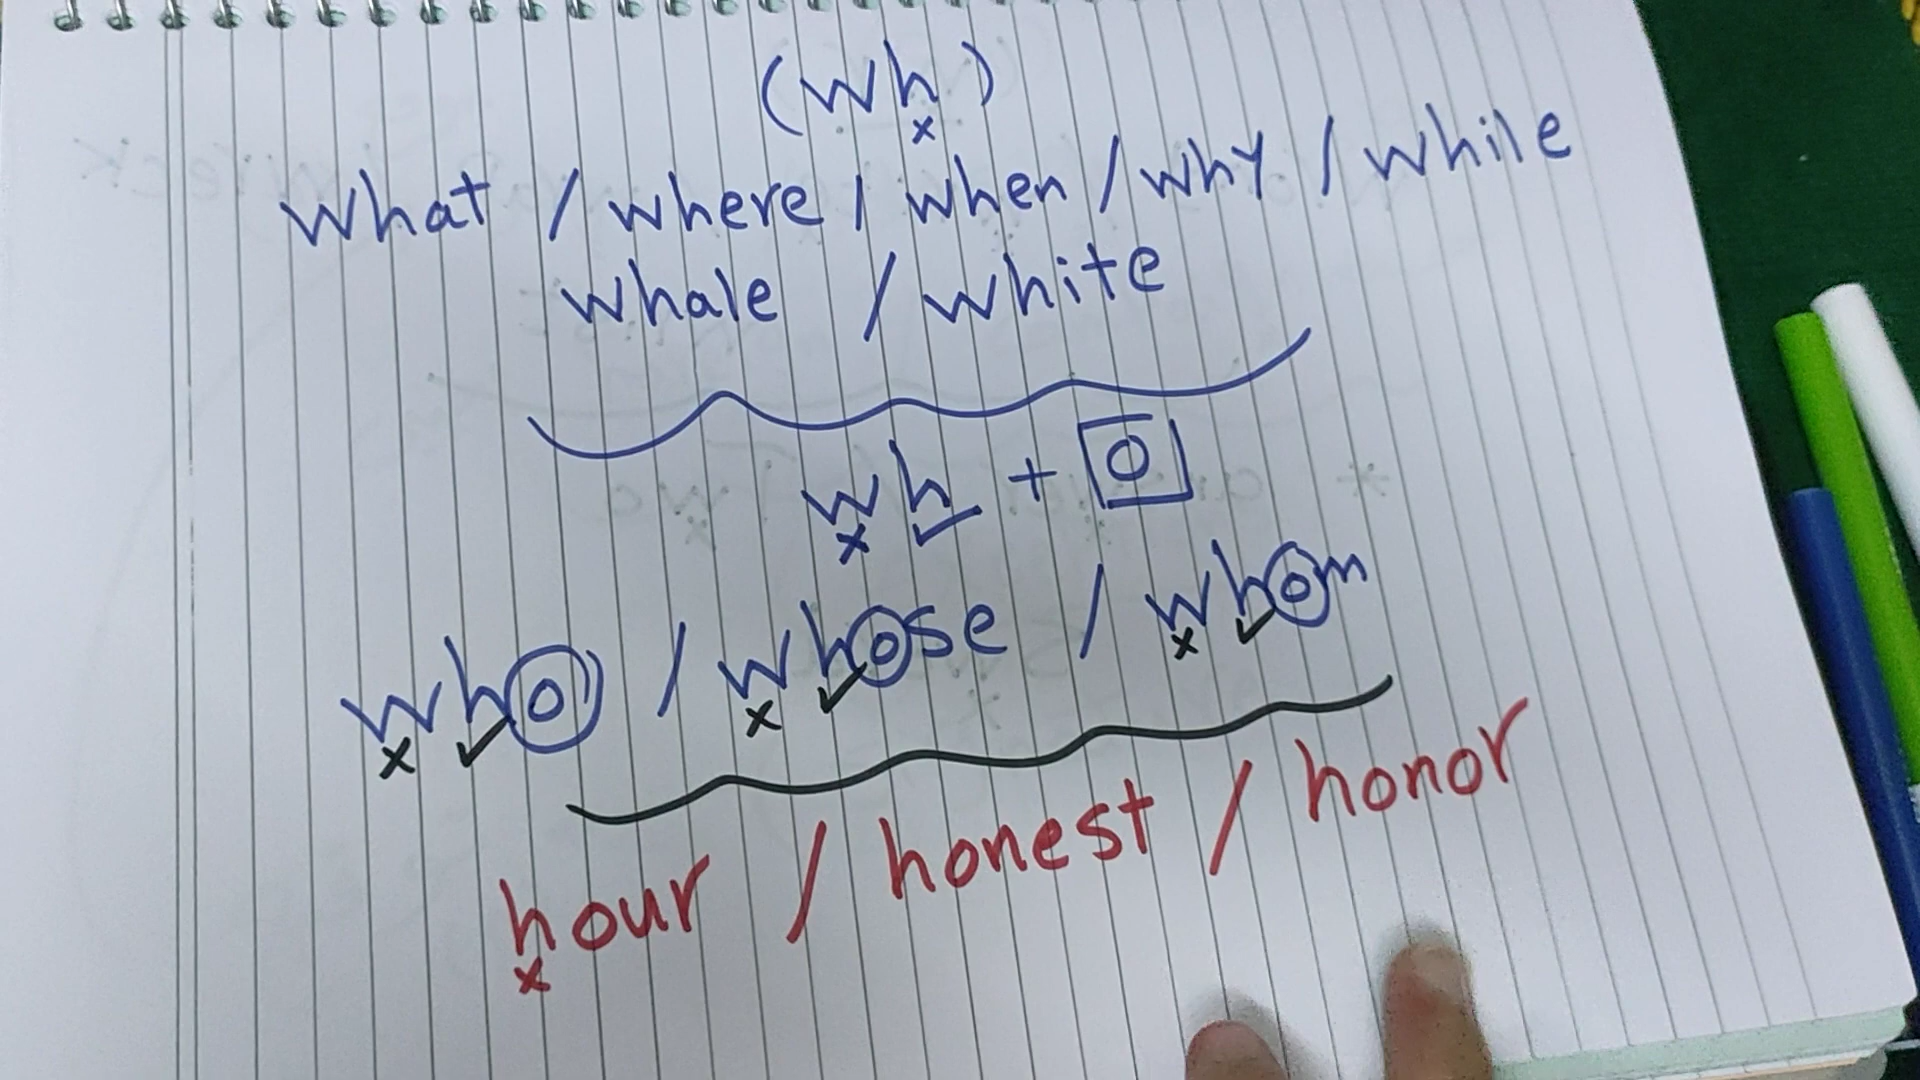 (wh)
x
what / where / when / why / while
whale / white
wh + o
x ✓
who / whose / whom
x ✓ x ✓ x ✓
hour / honest / honor
x